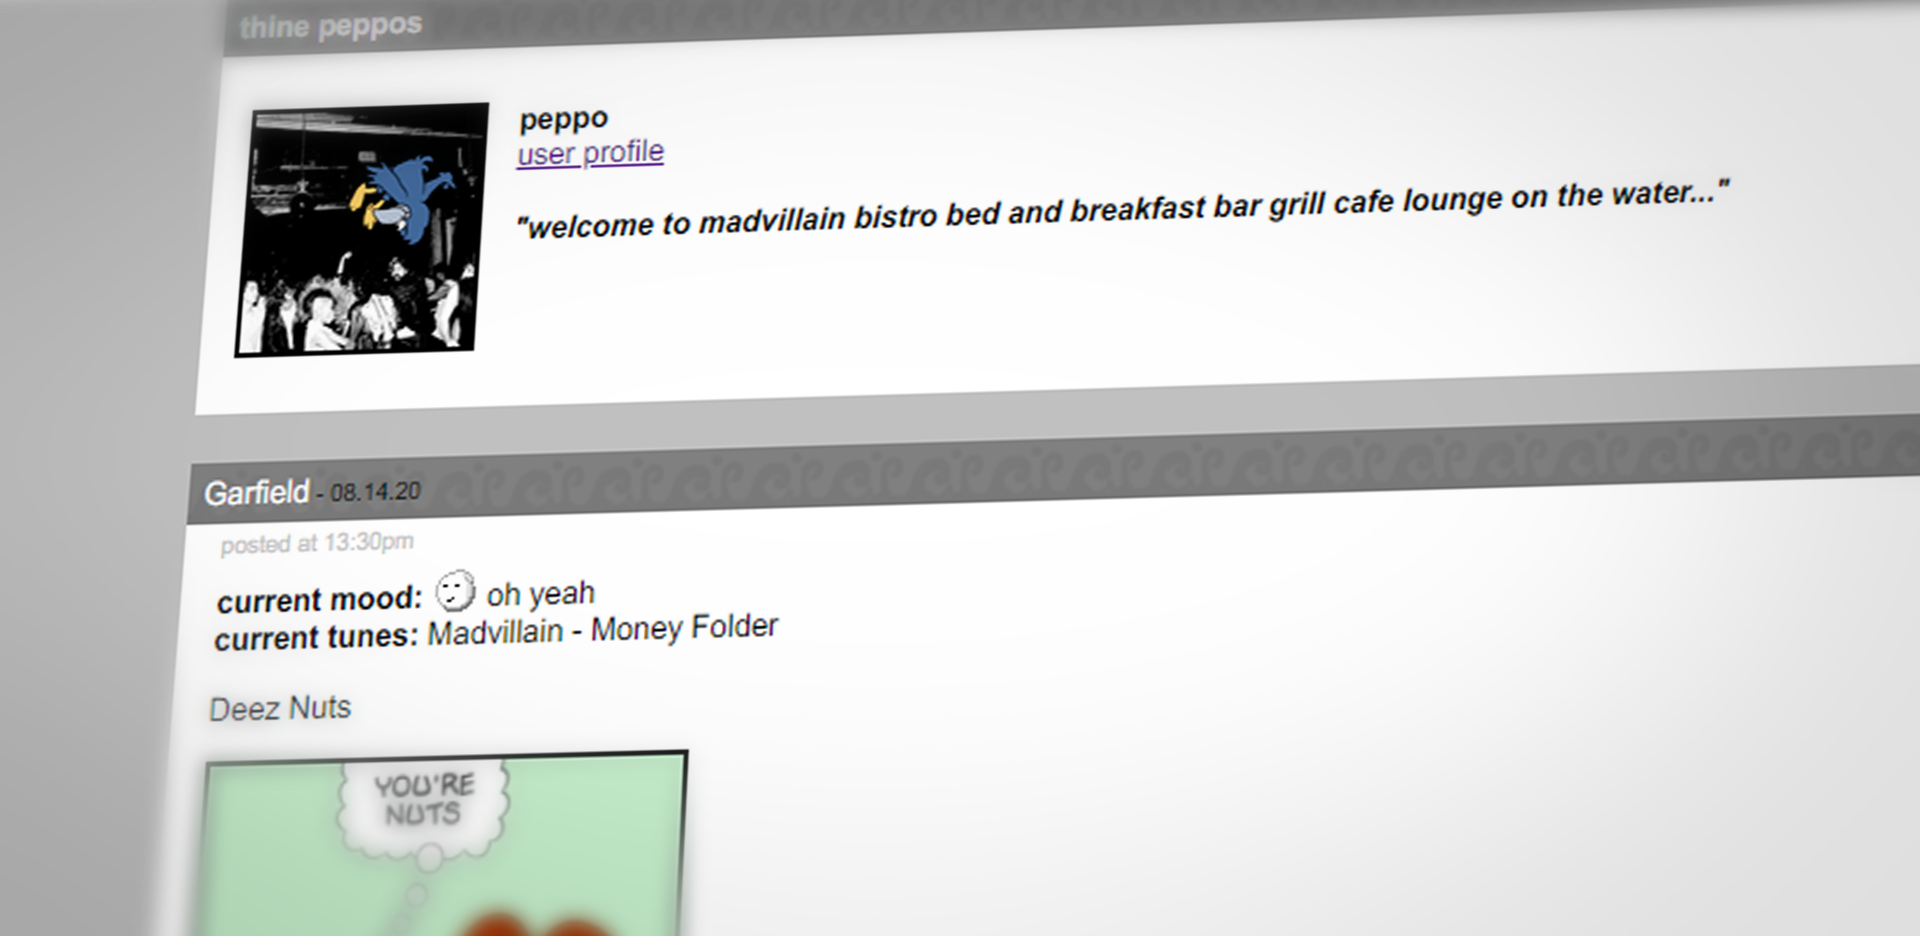 thine peppos
peppo
user profile
"welcome to madvillain bistro bed and breakfast bar grill cafe lounge on the water..."
Garfield - 08.14.20
posted at 13:30pm
current mood: oh yeah
current tunes: Madvillain - Money Folder
Deez Nuts
YOU'RE
NUTS